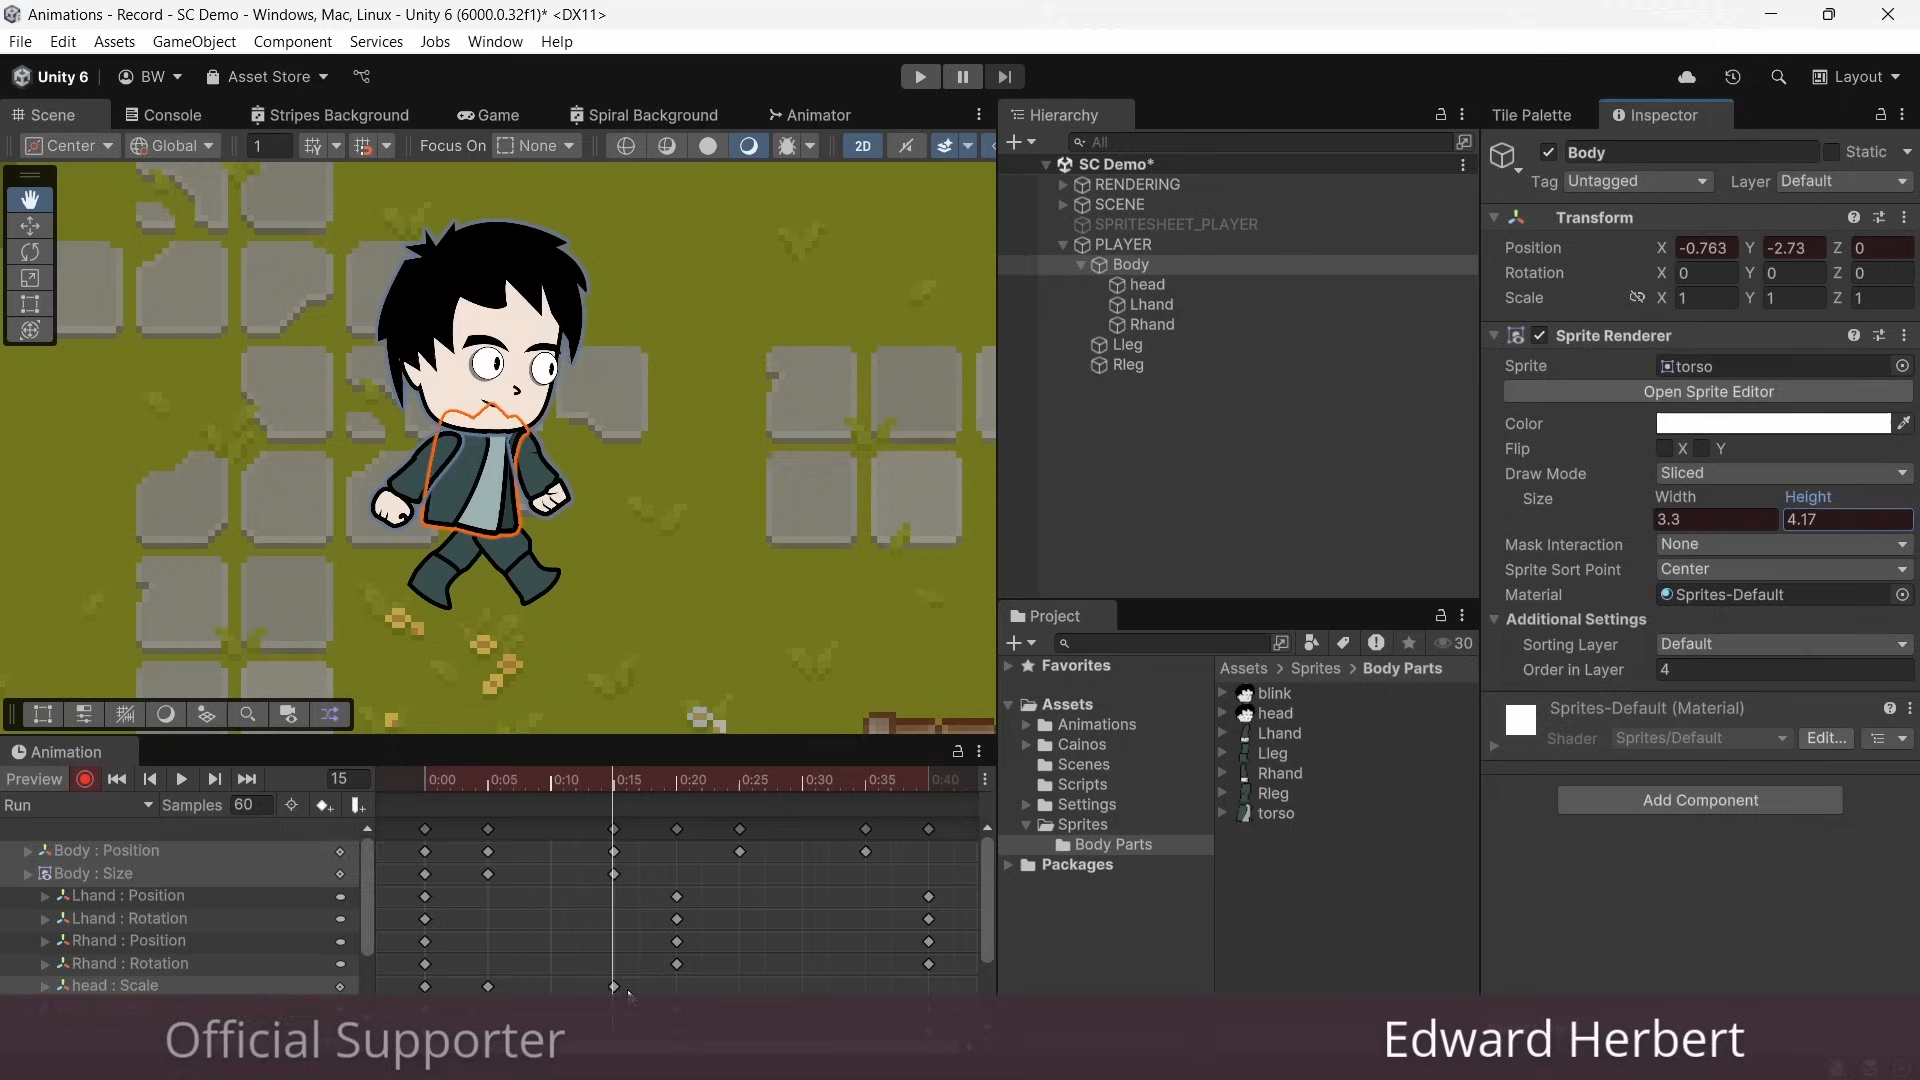 Animations - Record - SC Demo - Windows, Mac, Linux - Unity 6 (6000.0.32f1)* <DX11>
File Edit Assets GameObject Component Services Jobs Window Help
Unity 6 BW Asset Store Layout
Scene Console Stripes Background Game Spiral Background Animator
Center Global 1 Focus On None 2D
Hierarchy
All
SC Demo*
RENDERING
SCENE
SPRITESHEET_PLAYER
PLAYER
Body
head
Lhand
Rhand
Lleg
Rleg
Tile Palette Inspector
Body Static
Tag Untagged Layer Default
Transform
Position X -0.763 Y -2.73 Z 0
Rotation X 0 Y 0 Z 0
Scale X 1 Y 1 Z 1
Sprite Renderer
Sprite torso
Open Sprite Editor
Color
Flip X Y
Draw Mode Sliced
Size Width Height
3.3 4.17
Mask Interaction None
Sprite Sort Point Center
Material Sprites-Default
Additional Settings
Sorting Layer Default
Order in Layer 4
Sprites-Default (Material)
Shader Sprites/Default Edit...
Add Component
Project
30
Favorites
Assets
Animations
Cainos
Scenes
Scripts
Settings
Sprites
Body Parts
Packages
Assets > Sprites > Body Parts
blink
head
Lhand
Lleg
Rhand
Rleg
torso
Animation
Preview 15 0:00 0:05 0:10 0:15 0:20 0:25 0:30 0:35 0:40
Run Samples 60
Body : Position
Body : Size
Lhand : Position
Lhand : Rotation
Rhand : Position
Rhand : Rotation
head : Scale
Official Supporter Edward Herbert